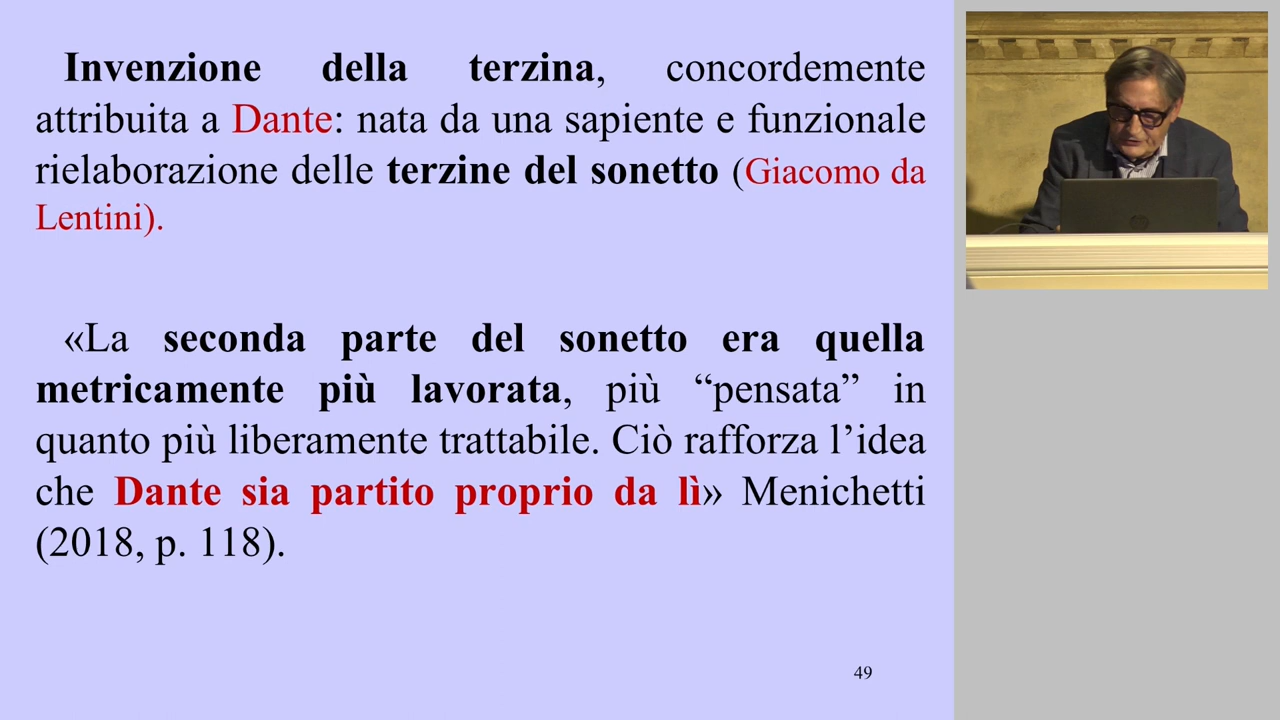 Invenzione della terzina, concordemente
attribuita a Dante: nata da una sapiente e funzionale
rielaborazione delle terzine del sonetto (Giacomo da
Lentini).
«La seconda parte del sonetto era quella
metricamente più lavorata, più “pensata” in
quanto più liberamente trattabile. Ciò rafforza l’idea
che Dante sia partito proprio da lì» Menichetti
(2018, p. 118).
49